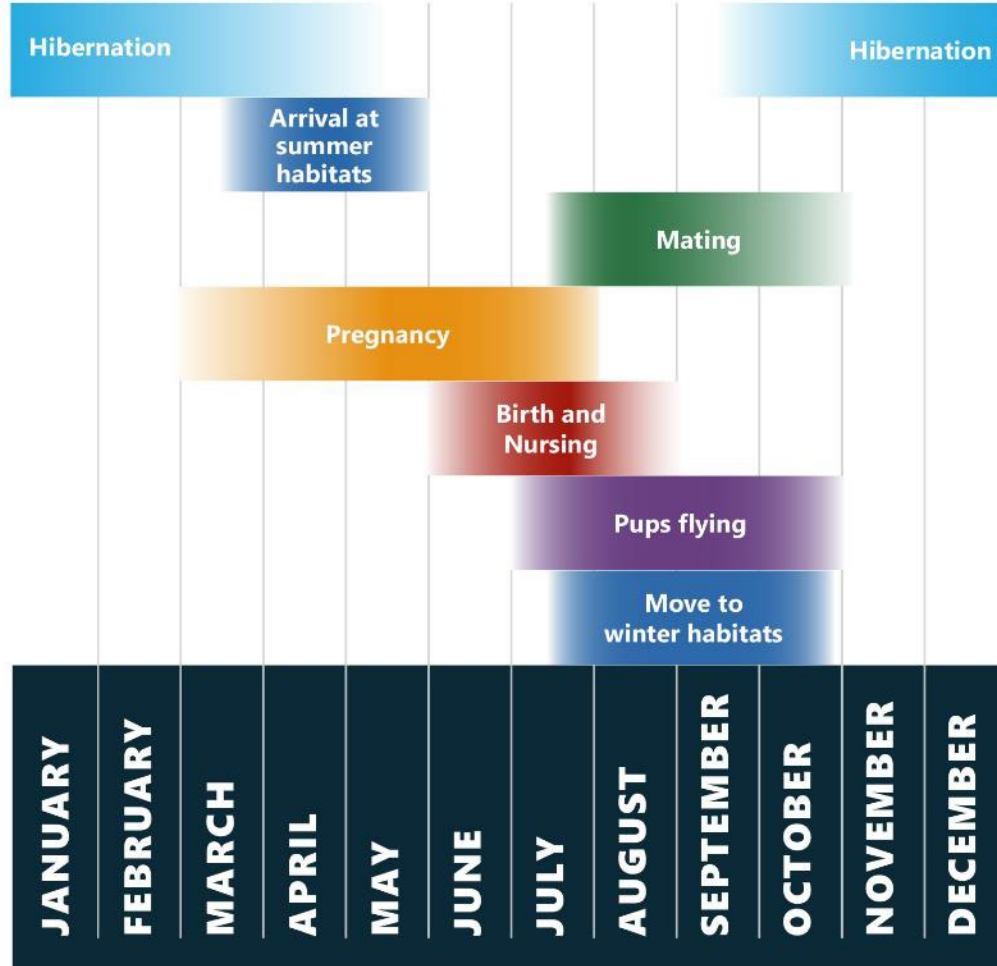 Hibernation
Hibernation
Arrival at
summer
habitats
Mating
Pregnancy
Birth and
Nursing
Pups flying
Move to
winter habitats
JANUARY
FEBRUARY
MARCH
APRIL
MAY
JUNE
JULY
AUGUST
SEPTEMBER
OCTOBER
NOVEMBER
DECEMBER